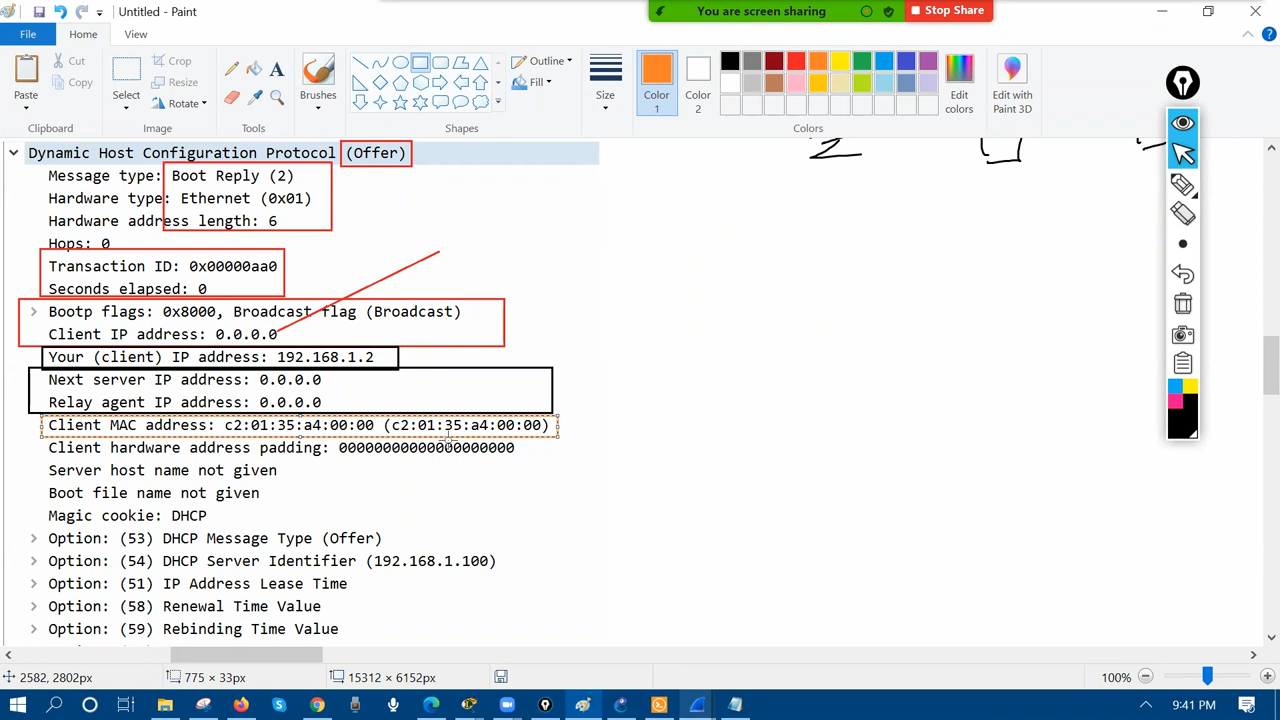 Untitled - Paint
You are screen sharing
Stop Share
File
Home
View
Paste
Cut
Copy
Clipboard
Select
Crop
Resize
Rotate
Image
Tools
Brushes
Outline
Fill
Shapes
Size
Color 1
Color 2
Edit colors
Colors
Edit with Paint 3D
Dynamic Host Configuration Protocol (Offer)
Message type: Boot Reply (2)
Hardware type: Ethernet (0x01)
Hardware address length: 6
Hops: 0
Transaction ID: 0x00000aa0
Seconds elapsed: 0
Bootp flags: 0x8000, Broadcast flag (Broadcast)
Client IP address: 0.0.0.0
Your (client) IP address: 192.168.1.2
Next server IP address: 0.0.0.0
Relay agent IP address: 0.0.0.0
Client MAC address: c2:01:35:a4:00:00 (c2:01:35:a4:00:00)
Client hardware address padding: 00000000000000000000
Server host name not given
Boot file name not given
Magic cookie: DHCP
Option: (53) DHCP Message Type (Offer)
Option: (54) DHCP Server Identifier (192.168.1.100)
Option: (51) IP Address Lease Time
Option: (58) Renewal Time Value
Option: (59) Rebinding Time Value
2582, 2802px
775 × 33px
15312 × 6152px
100%
9:41 PM